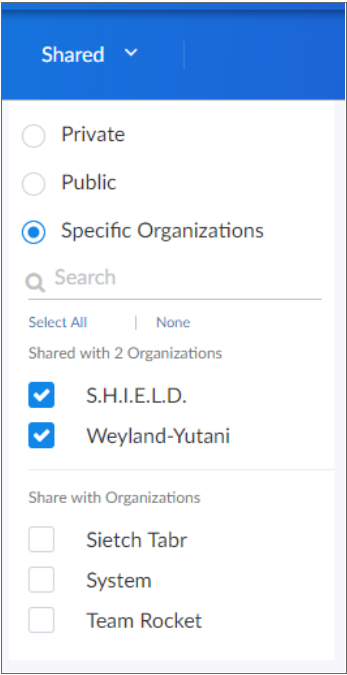 Shared
Private
Public
Specific Organizations
Search
Select All | None
Shared with 2 Organizations
S.H.I.E.L.D.
Weyland-Yutani
Share with Organizations
Sietch Tabr
System
Team Rocket